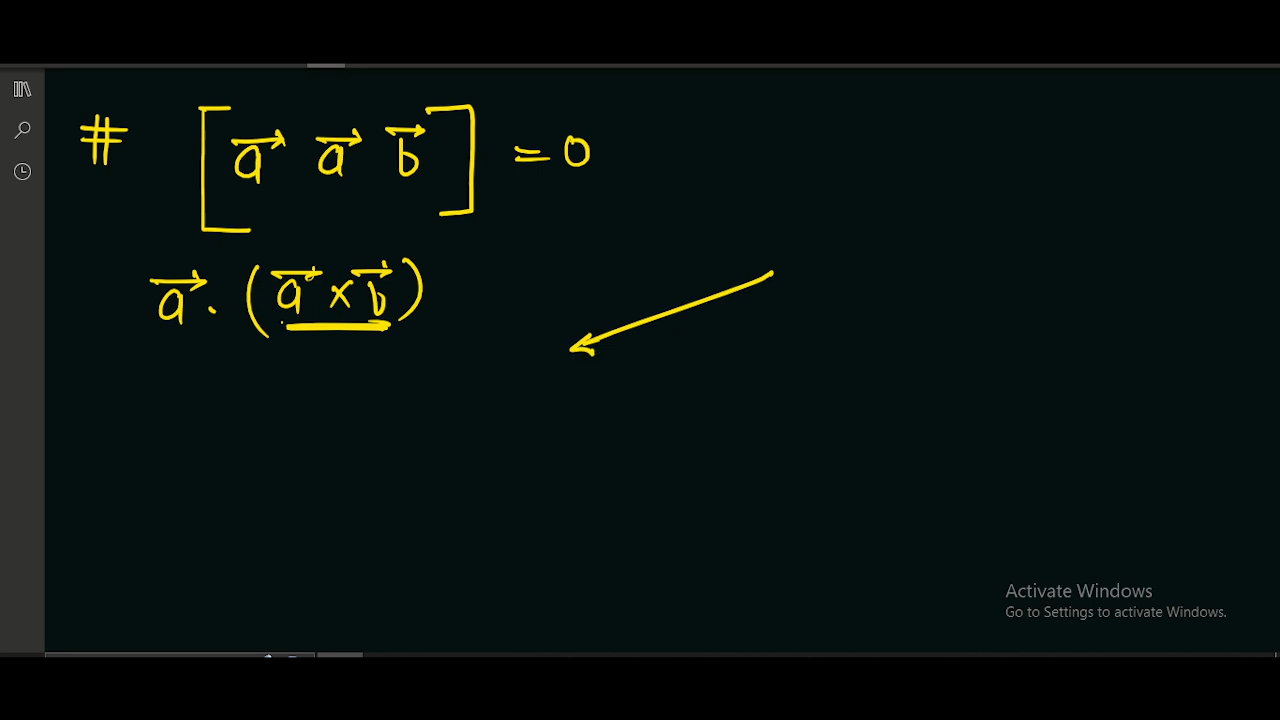 # [a⃗ a⃗ b⃗] = 0
a⃗ . (a⃗ × b⃗)
Activate Windows
Go to Settings to activate Windows.